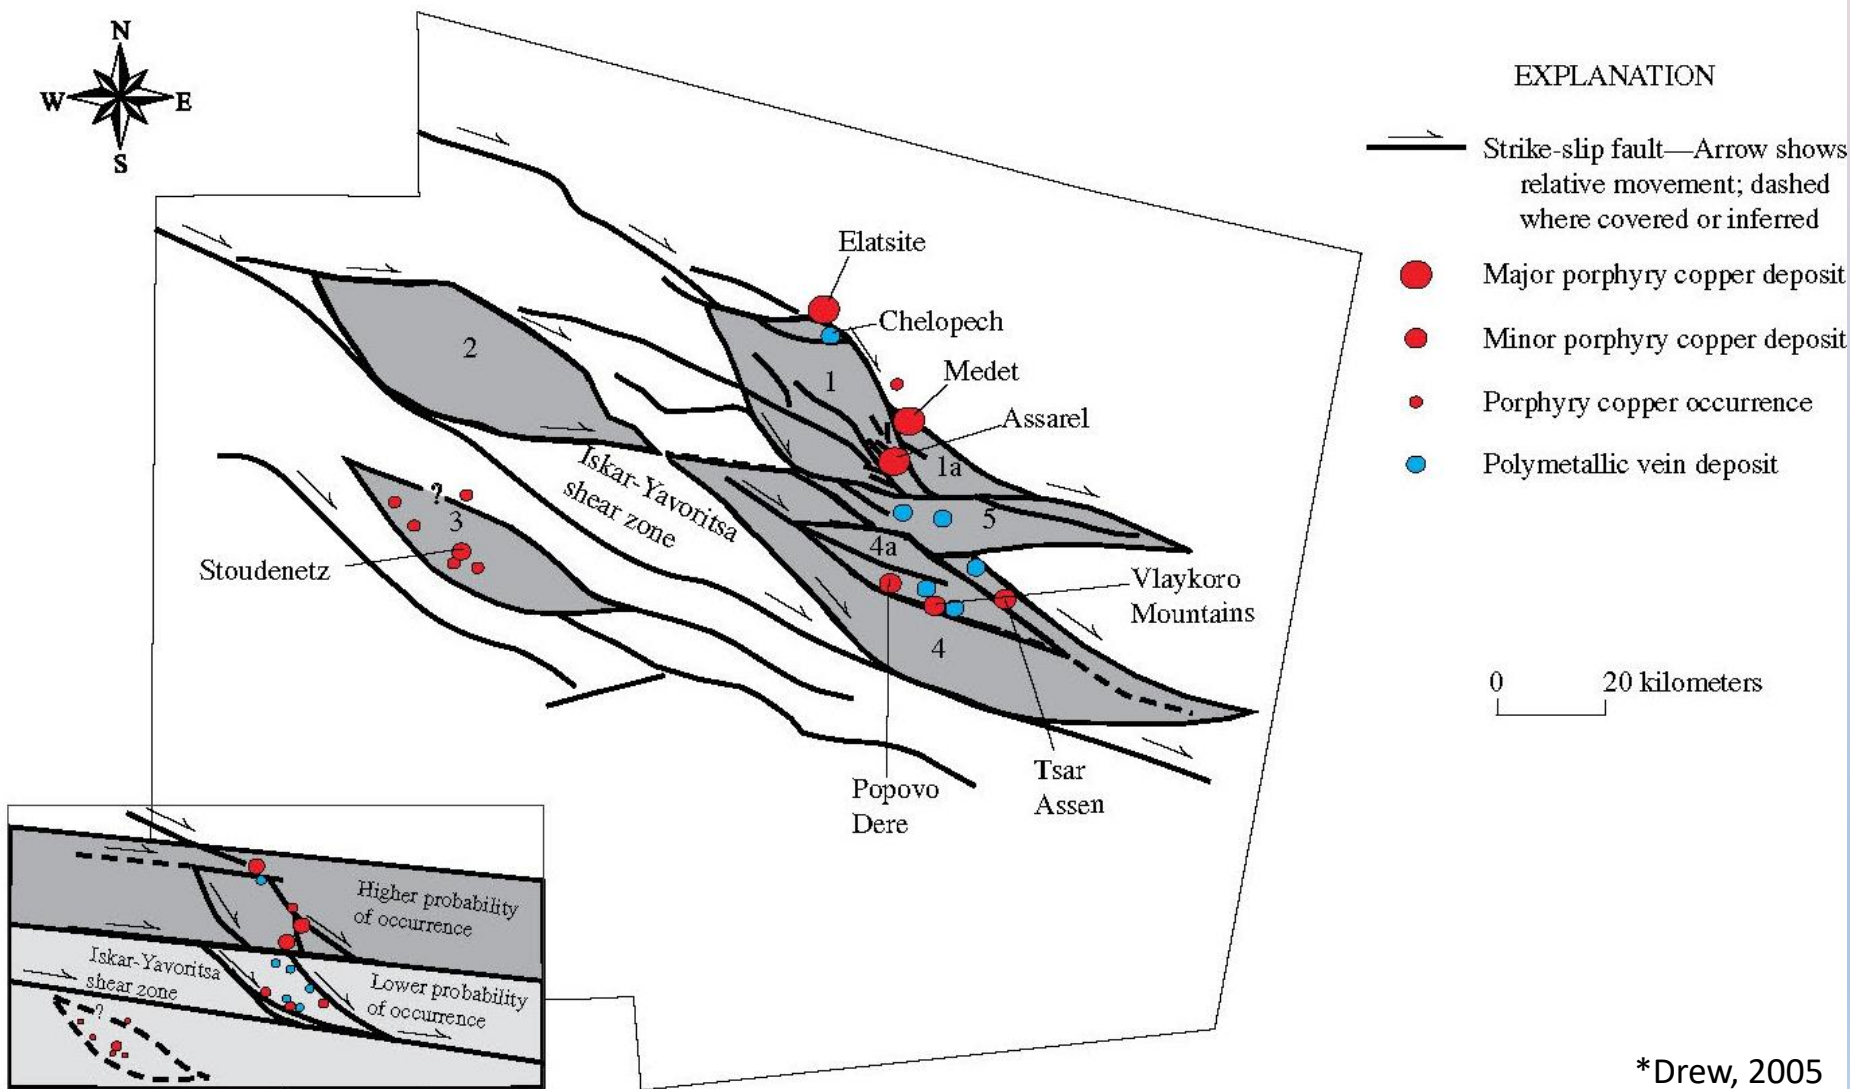 N
W
E
S
EXPLANATION
Strike-slip fault—Arrow shows
relative movement; dashed
where covered or inferred
Major porphyry copper deposit
Minor porphyry copper deposit
Porphyry copper occurrence
Polymetallic vein deposit
0
20 kilometers
Elatsite
Chelopech
Medet
Assarel
2
1
1a
5
3
?
4a
4
Iskar-Yavoritsa
shear zone
Stoudenetz
Vlaykoro
Mountains
Popovo
Dere
Tsar
Assen
Higher probability
of occurrence
Iskar-Yavoritsa
shear zone
Lower probability
of occurrence
?
*Drew, 2005